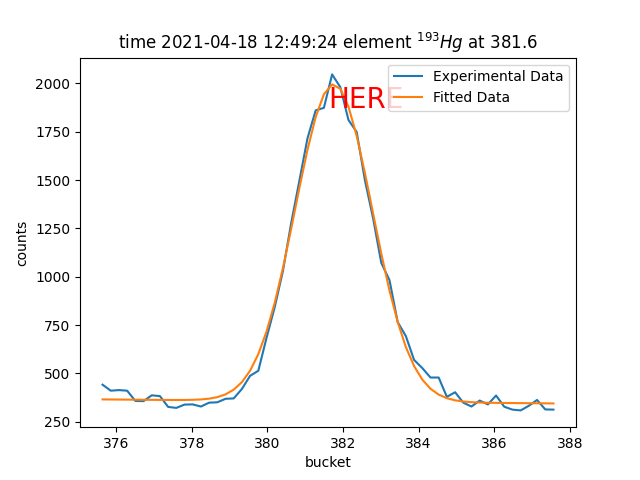 time 2021-04-18 12:49:24 element ¹⁹³Hg at 381.6
Experimental Data
Fitted Data
HERE
counts
2000
1750
1500
1250
1000
750
500
250
376 378 380 382 384 386 388
bucket